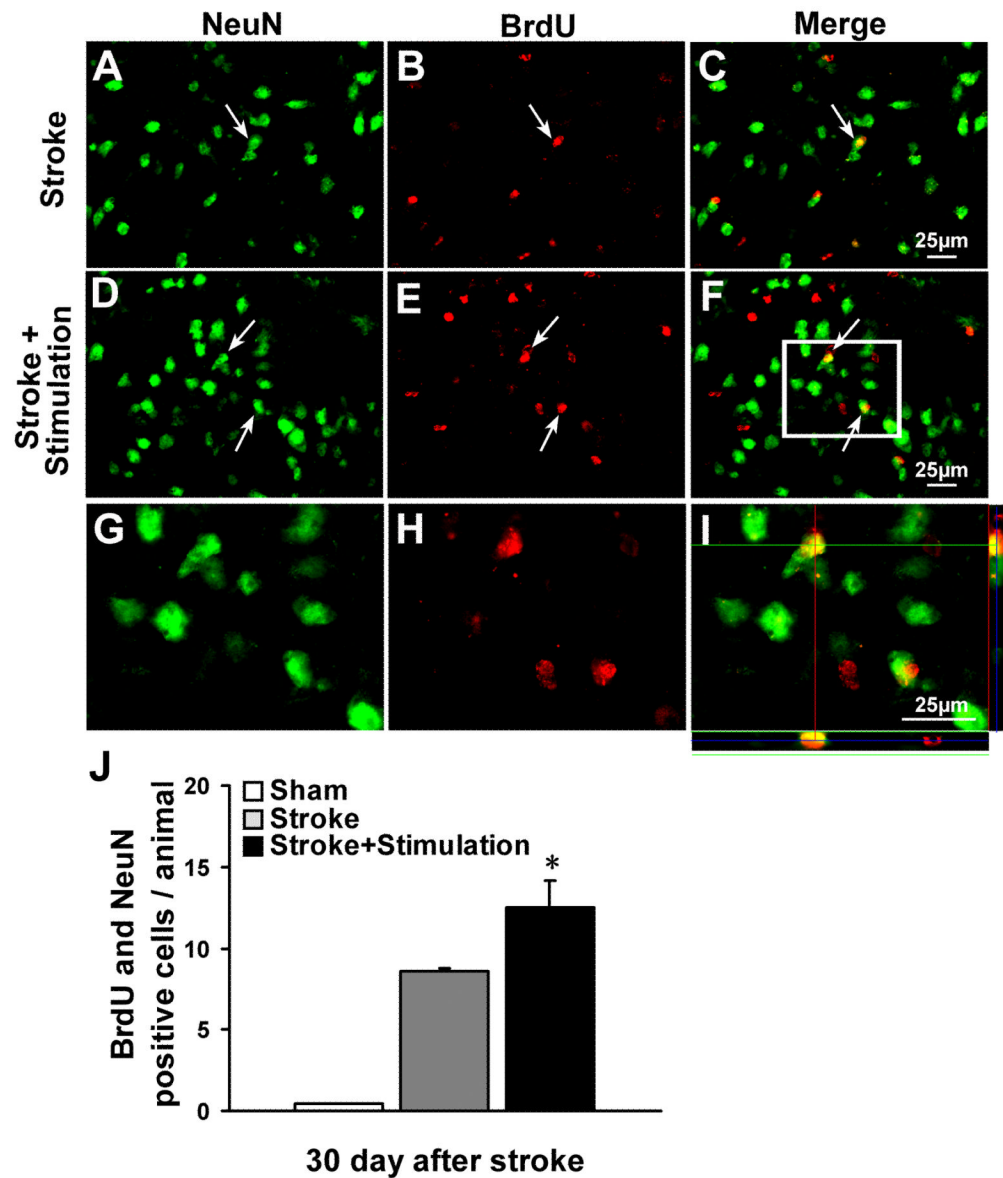 NeuN BrdU Merge
A B C
Stroke
25µm
D E F
Stroke +
Stimulation
25µm
G H I
25µm
J
20
15
10
5
0
BrdU and NeuN
positive cells / animal
Sham
Stroke
Stroke+Stimulation
*
30 day after stroke